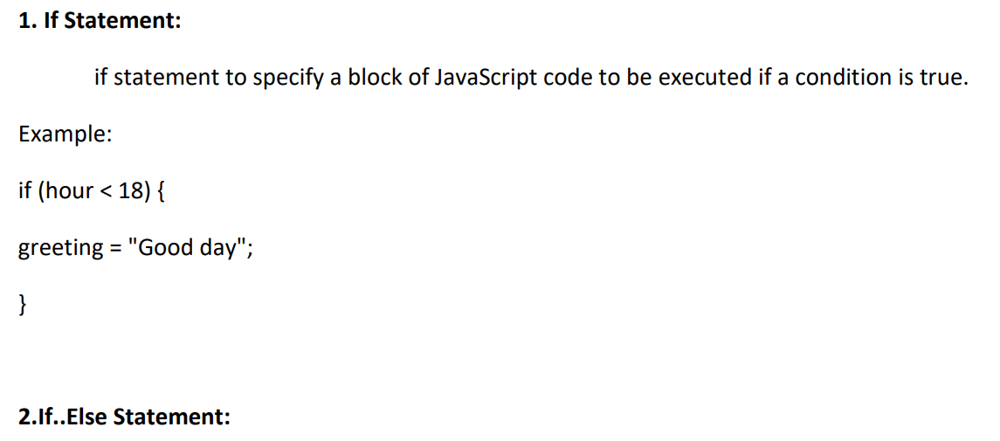 1. If Statement:
if statement to specify a block of JavaScript code to be executed if a condition is true.
Example:
if (hour < 18) {
greeting = "Good day";
}
2.If..Else Statement: